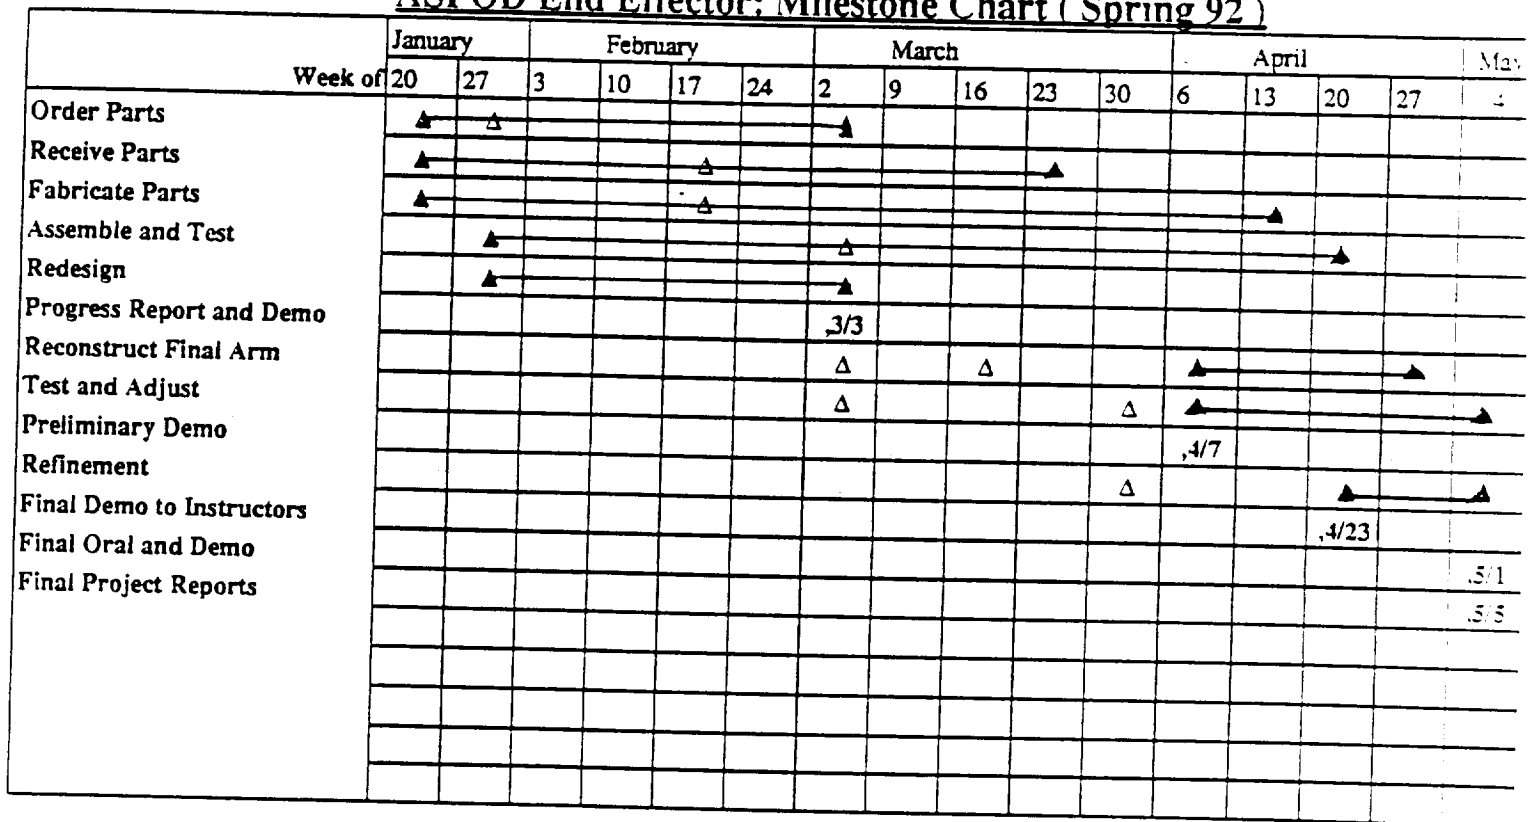 ASPOD End Effector: Milestone Chart ( Spring 92 )
January February March April May
Week of 20 27 3 10 17 24 2 9 16 23 30 6 13 20 27 4
Order Parts
Receive Parts
Fabricate Parts
Assemble and Test
Redesign
Progress Report and Demo 3/3
Reconstruct Final Arm
Test and Adjust
Preliminary Demo 4/7
Refinement
Final Demo to Instructors 4/23
Final Oral and Demo 5/1
Final Project Reports 5/5